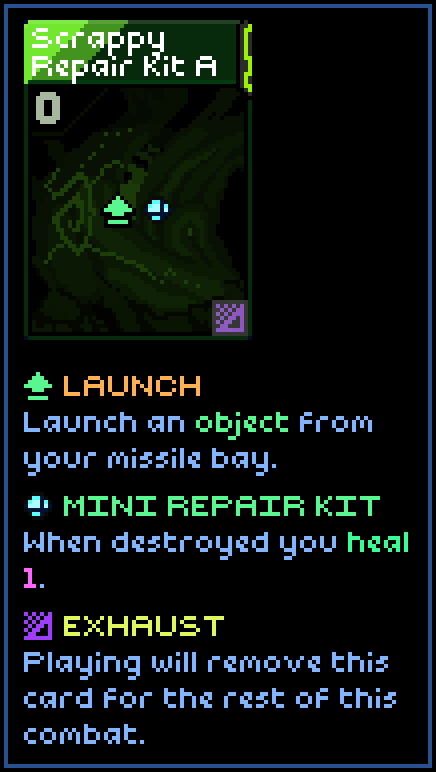 Scrappy
Repair Kit A
0
LAUNCH
Launch an object from
your missile bay.
MINI REPAIR KIT
When destroyed you heal
1.
EXHAUST
Playing will remove this
card for the rest of this
combat.